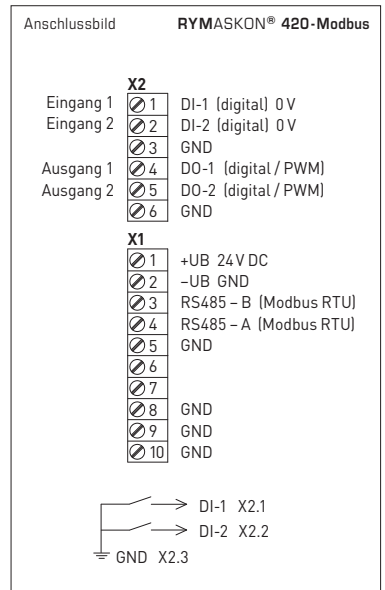 Anschlussbild RYMASKON® 420-Modbus
X2
Eingang 1 1 DI-1 (digital) 0 V
Eingang 2 2 DI-2 (digital) 0 V
3 GND
Ausgang 1 4 DO-1 (digital / PWM)
Ausgang 2 5 DO-2 (digital / PWM)
6 GND
X1
1 +UB 24 V DC
2 –UB GND
3 RS485 – B (Modbus RTU)
4 RS485 – A (Modbus RTU)
5 GND
6
7
8 GND
9 GND
10 GND
DI-1 X2.1
DI-2 X2.2
GND X2.3